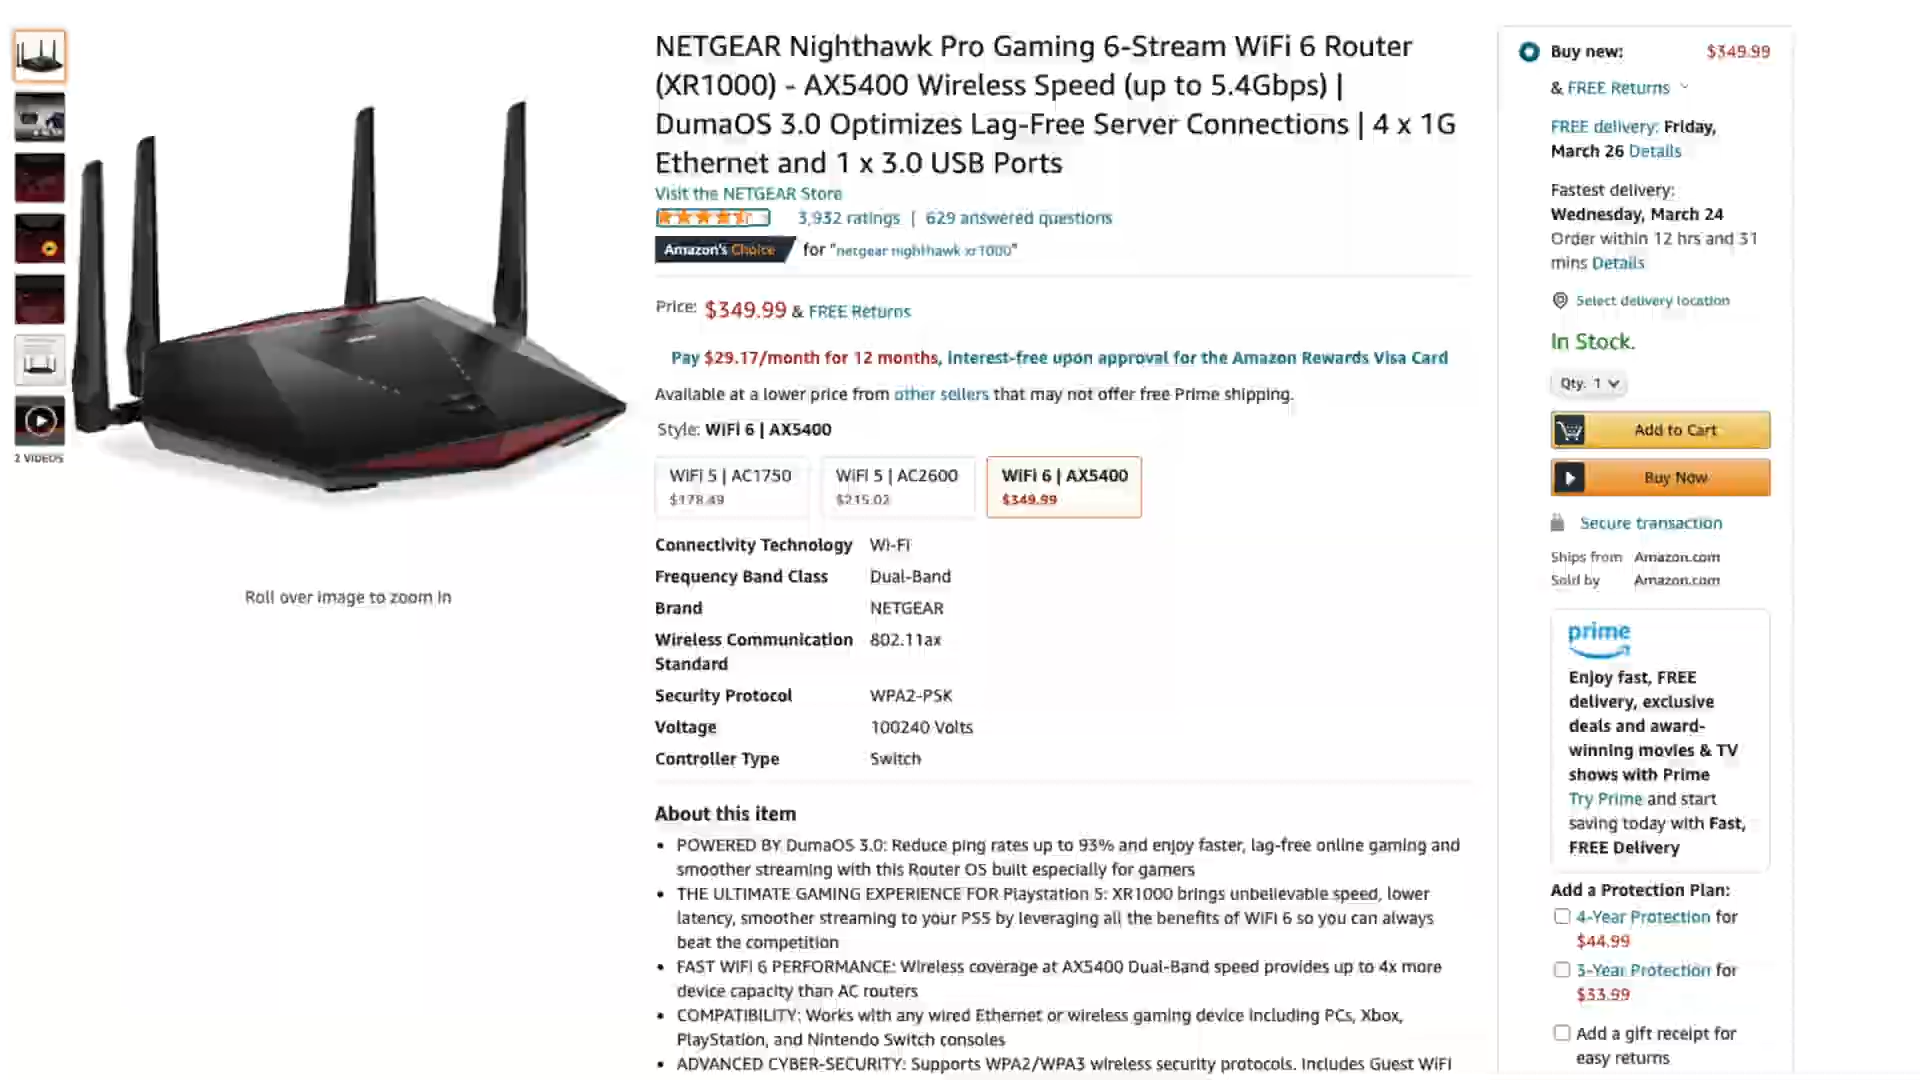 NETGEAR Nighthawk Pro Gaming 6-Stream WiFi 6 Router
(XR1000) - AX5400 Wireless Speed (up to 5.4Gbps) |
DumaOS 3.0 Optimizes Lag-Free Server Connections | 4 x 1G
Ethernet and 1 x 3.0 USB Ports
Visit the NETGEAR Store
3,932 ratings | 629 answered questions
Amazon's Choice for "netgear nighthawk xr1000"
Price: $349.99 & FREE Returns
Pay $29.17/month for 12 months, interest-free upon approval for the Amazon Rewards Visa Card
Available at a lower price from other sellers that may not offer free Prime shipping.
Style: WiFi 6 | AX5400
WiFi 5 | AC1750 WiFi 5 | AC2600 WiFi 6 | AX5400
$178.49 $215.02 $349.99
Connectivity Technology Wi-Fi
Frequency Band Class Dual-Band
Brand NETGEAR
Wireless Communication 802.11ax
Standard
Security Protocol WPA2-PSK
Voltage 100240 Volts
Controller Type Switch
About this item
• POWERED BY DumaOS 3.0: Reduce ping rates up to 93% and enjoy faster, lag-free online gaming and
smoother streaming with this Router OS built especially for gamers
• THE ULTIMATE GAMING EXPERIENCE FOR Playstation 5: XR1000 brings unbelievable speed, lower
latency, smoother streaming to your PS5 by leveraging all the benefits of WiFi 6 so you can always
beat the competition
• FAST WIFI 6 PERFORMANCE: Wireless coverage at AX5400 Dual-Band speed provides up to 4x more
device capacity than AC routers
• COMPATIBILITY: Works with any wired Ethernet or wireless gaming device including PCs, Xbox,
PlayStation, and Nintendo Switch consoles
• ADVANCED CYBER-SECURITY: Supports WPA2/WPA3 wireless security protocols. Includes Guest WiFi
2 VIDEOS
Roll over image to zoom in
Buy new: $349.99
& FREE Returns
FREE delivery: Friday,
March 26 Details
Fastest delivery:
Wednesday, March 24
Order within 12 hrs and 31
mins Details
Select delivery location
In Stock.
Qty: 1
Add to Cart
Buy Now
Secure transaction
Ships from Amazon.com
Sold by Amazon.com
prime
Enjoy fast, FREE
delivery, exclusive
deals and award-
winning movies & TV
shows with Prime
Try Prime and start
saving today with Fast,
FREE Delivery
Add a Protection Plan:
4-Year Protection for
$44.99
3-Year Protection for
$33.99
Add a gift receipt for
easy returns